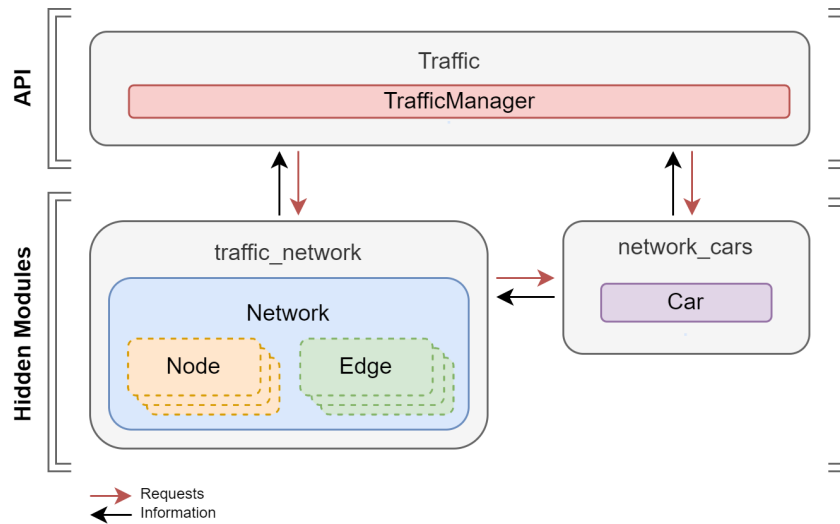 API
Traffic
TrafficManager
Hidden Modules
traffic_network
network_cars
Network
Car
Node
Edge
Requests
Information